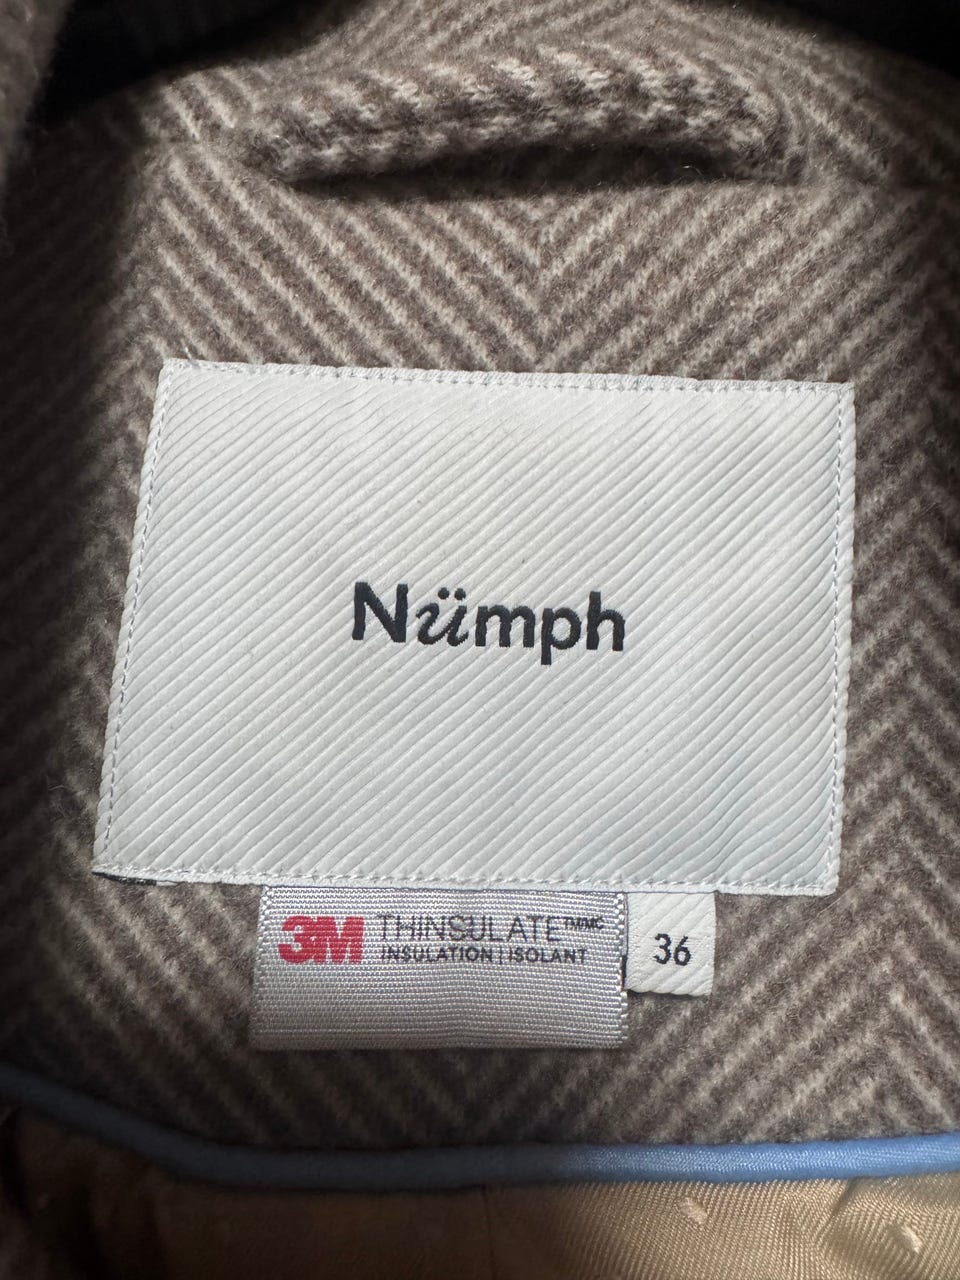 Nümph
3M THINSULATE™MC
INSULATION | ISOLANT
36